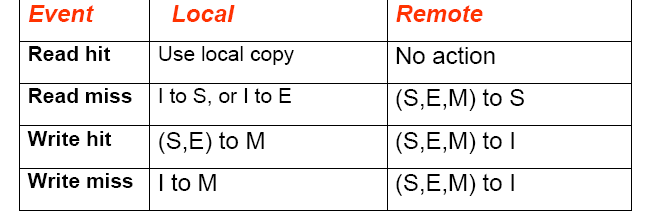 Event Local Remote
Read hit Use local copy No action
Read miss I to S, or I to E (S,E,M) to S
Write hit (S,E) to M (S,E,M) to I
Write miss I to M (S,E,M) to I